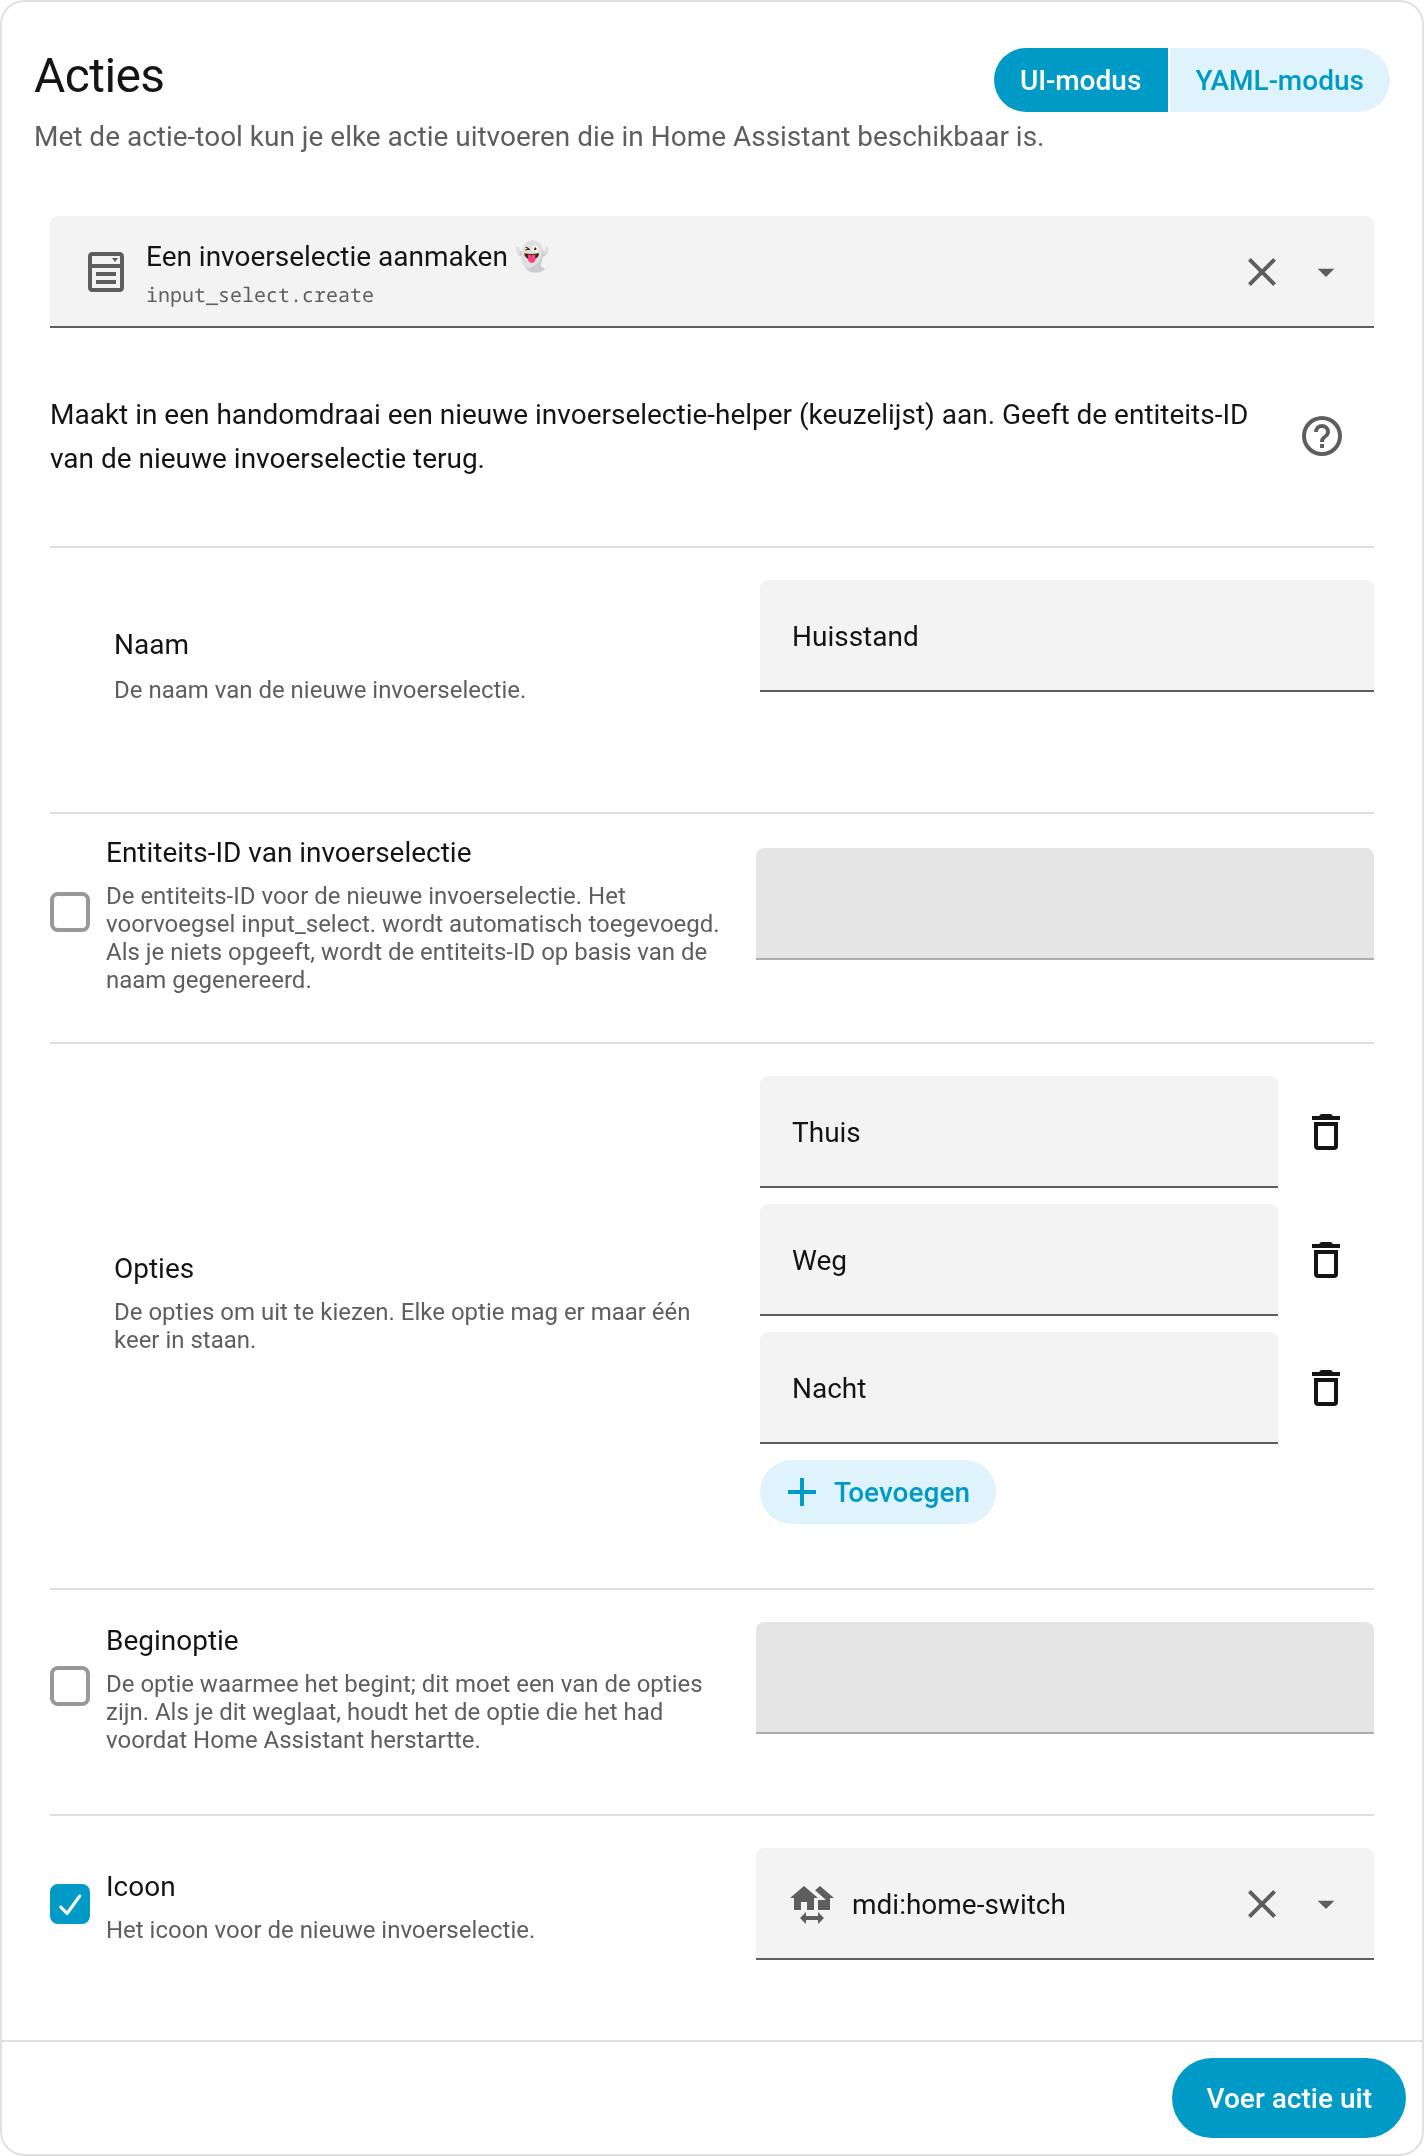 Acties
UI-modus
YAML-modus
Met de actie-tool kun je elke actie uitvoeren die in Home Assistant beschikbaar is.
Een invoerselectie aanmaken 👻
input_select.create
Maakt in een handomdraai een nieuwe invoerselectie-helper (keuzelijst) aan. Geeft de entiteits-ID
van de nieuwe invoerselectie terug.
Naam
De naam van de nieuwe invoerselectie.
Huisstand
Entiteits-ID van invoerselectie
De entiteits-ID voor de nieuwe invoerselectie. Het
voorvoegsel input_select. wordt automatisch toegevoegd.
Als je niets opgeeft, wordt de entiteits-ID op basis van de
naam gegenereerd.
Opties
De opties om uit te kiezen. Elke optie mag er maar één
keer in staan.
Thuis
Weg
Nacht
Toevoegen
Beginoptie
De optie waarmee het begint; dit moet een van de opties
zijn. Als je dit weglaat, houdt het de optie die het had
voordat Home Assistant herstartte.
Icoon
Het icoon voor de nieuwe invoerselectie.
mdi:home-switch
Voer actie uit